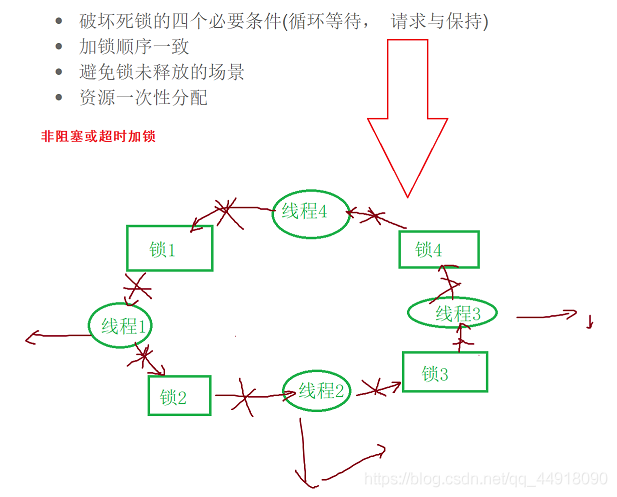 • 破坏死锁的四个必要条件(循环等待， 请求与保持)
• 加锁顺序一致
• 避免锁未释放的场景
• 资源一次性分配
非阻塞或超时加锁
线程4
锁1
锁4
线程1
线程3
锁2
线程2
锁3
https://blog.csdn.net/qq_44918090